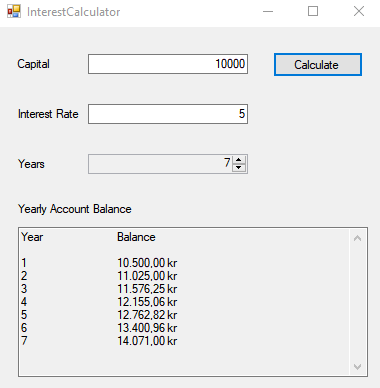 InterestCalculator
Capital 10000 Calculate
Interest Rate 5
Years 7
Yearly Account Balance
Year Balance
1 10.500,00 kr
2 11.025,00 kr
3 11.576,25 kr
4 12.155,06 kr
5 12.762,82 kr
6 13.400,96 kr
7 14.071,00 kr